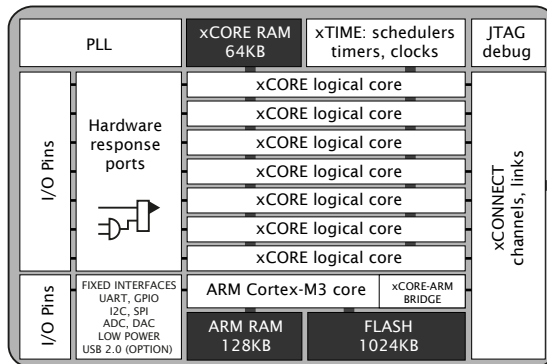 PLL
xCORE RAM
64KB
xTIME: schedulers
timers, clocks
JTAG
debug
I/O Pins
Hardware
response
ports
xCORE logical core
xCORE logical core
xCORE logical core
xCORE logical core
xCORE logical core
xCORE logical core
xCORE logical core
xCONNECT
channels, links
I/O Pins
FIXED INTERFACES
UART, GPIO
I2C, SPI
ADC, DAC
LOW POWER
USB 2.0 (OPTION)
ARM Cortex-M3 core
xCORE-ARM
BRIDGE
ARM RAM
128KB
FLASH
1024KB